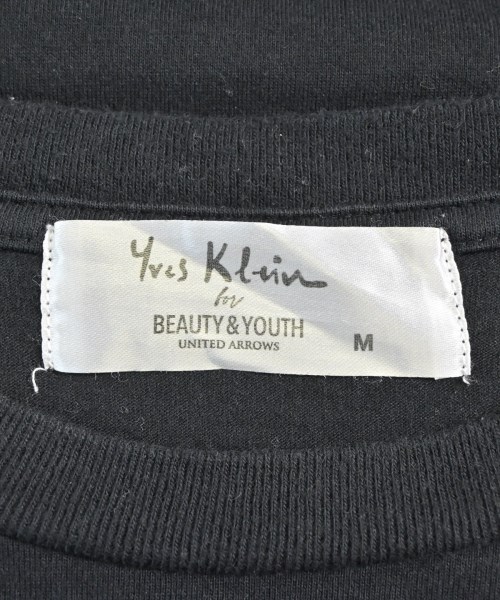 Yves Klein
for
BEAUTY & YOUTH
UNITED ARROWS
M